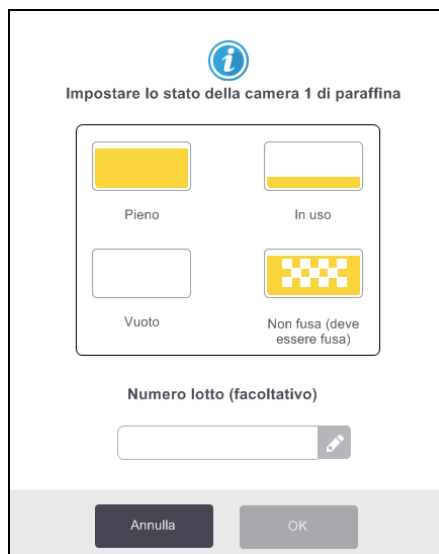 Impostare lo stato della camera 1 di paraffina
Pieno
In uso
Vuoto
Non fusa (deve
essere fusa)
Numero lotto (facoltativo)
Annulla
OK